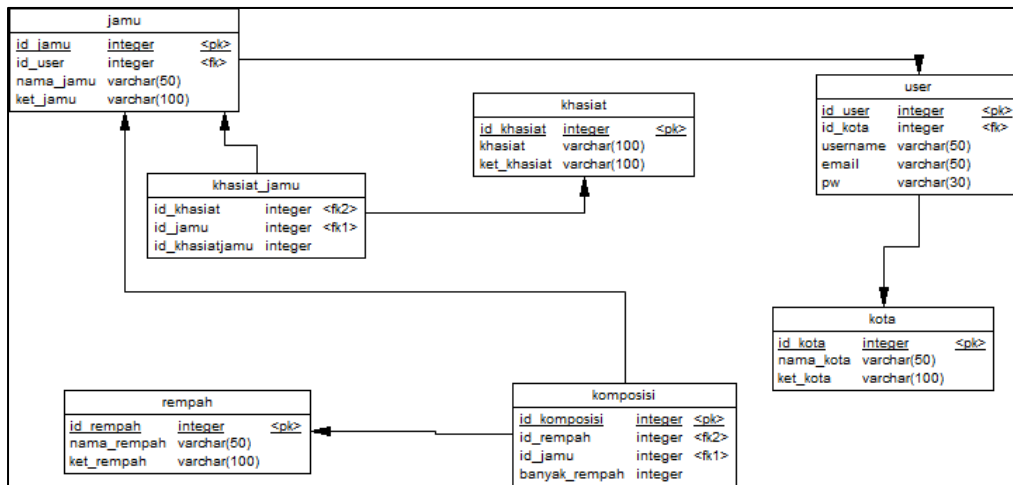 jamu
id_jamu integer <pk>
id_user integer <fk>
nama_jamu varchar(50)
ket_jamu varchar(100)
user
id_user integer <pk>
id_kota integer <fk>
username varchar(50)
email varchar(50)
pw varchar(30)
khasiat
id_khasiat integer <pk>
khasiat varchar(100)
ket_khasiat varchar(100)
khasiat_jamu
id_khasiat integer <fk2>
id_jamu integer <fk1>
id_khasiatjamu integer
kota
id_kota integer <pk>
nama_kota varchar(50)
ket_kota varchar(100)
rempah
id_rempah integer <pk>
nama_rempah varchar(50)
ket_rempah varchar(100)
komposisi
id_komposisi integer <pk>
id_rempah integer <fk2>
id_jamu integer <fk1>
banyak_rempah integer